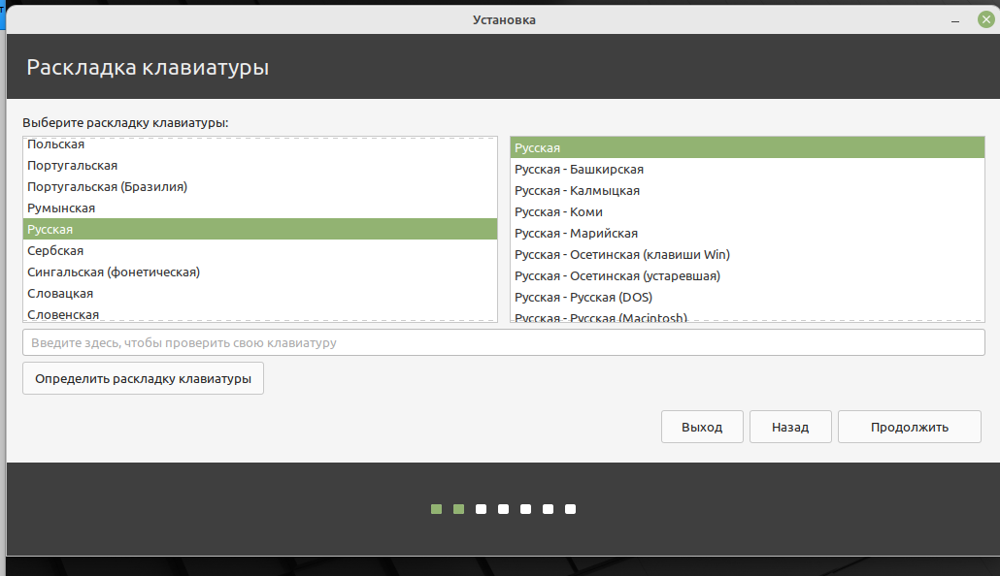 т
Установка
Раскладка клавиатуры
Выберите раскладку клавиатуры:
Польская
Португальская
Португальская (Бразилия)
Румынская
Русская
Сербская
Сингальская (фонетическая)
Словацкая
Словенская
Русская
Русская - Башкирская
Русская - Калмыцкая
Русская - Коми
Русская - Марийская
Русская - Осетинская (клавиши Win)
Русская - Осетинская (устаревшая)
Русская - Русская (DOS)
Русская - Русская (Macintosh)
Введите здесь, чтобы проверить свою клавиатуру
Определить раскладку клавиатуры
Выход
Назад
Продолжить